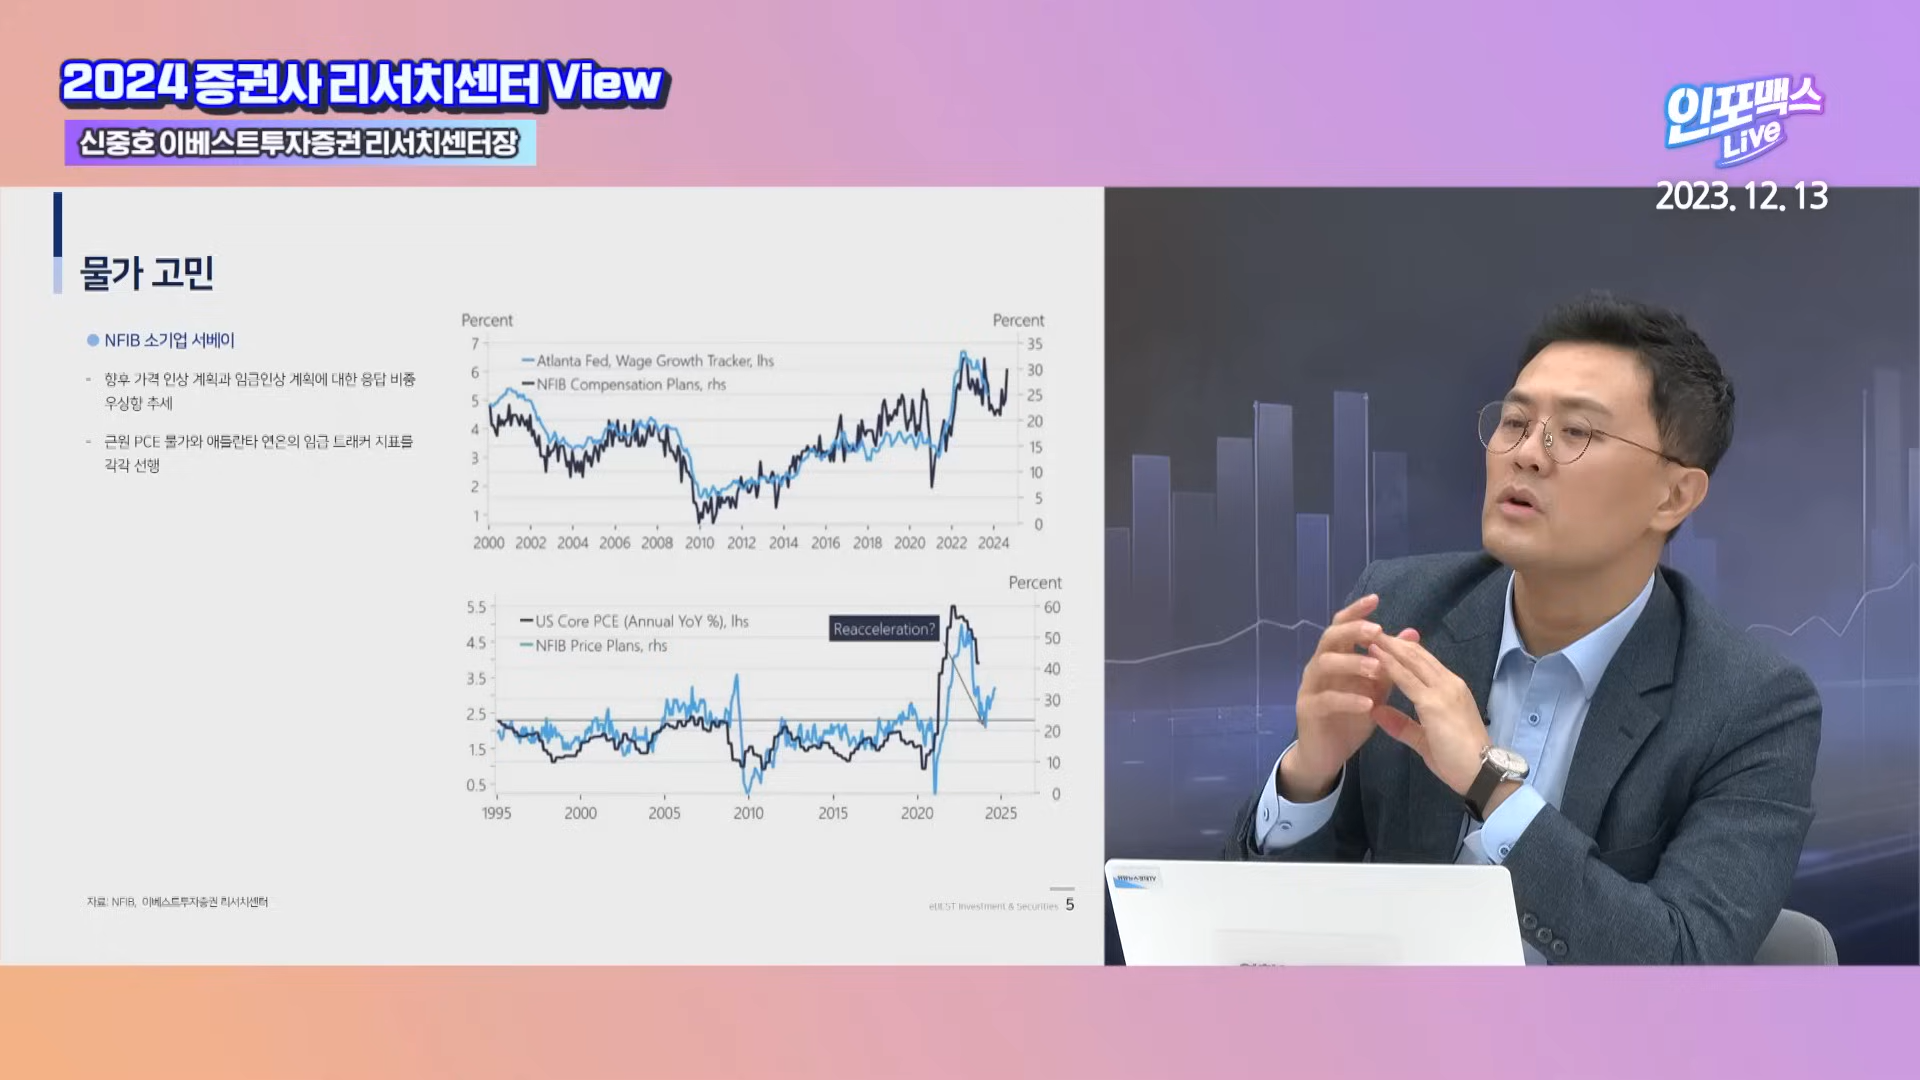 2024 증권사 리서치센터 View
신중호 이베스트투자증권 리서치센터장
인포맥스
Live
2023. 12. 13
물가 고민
NFIB 소기업 서베이
- 향후 가격 인상 계획과 임금인상 계획에 대한 응답 비중
우상향 추세
- 근원 PCE 물가와 애틀란타 연은의 임금 트래커 지표를
각각 선행
Percent
Percent
Atlanta Fed, Wage Growth Tracker, lhs
NFIB Compensation Plans, rhs
7
6
5
4
3
2
1
35
30
25
20
15
10
5
0
2000 2002 2004 2006 2008 2010 2012 2014 2016 2018 2020 2022 2024
Percent
US Core PCE (Annual YoY %), lhs
NFIB Price Plans, rhs
Reacceleration?
5.5
4.5
3.5
2.5
1.5
0.5
60
50
40
30
20
10
0
1995 2000 2005 2010 2015 2020 2025
자료: NFIB, 이베스트투자증권 리서치센터
eBEST Investment & Securities 5